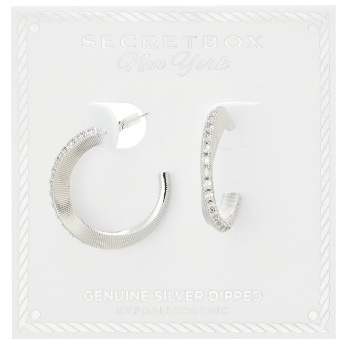 SECRETBOX
New York
GENUINE SILVER DIPPED
HYPOALLERGENIC